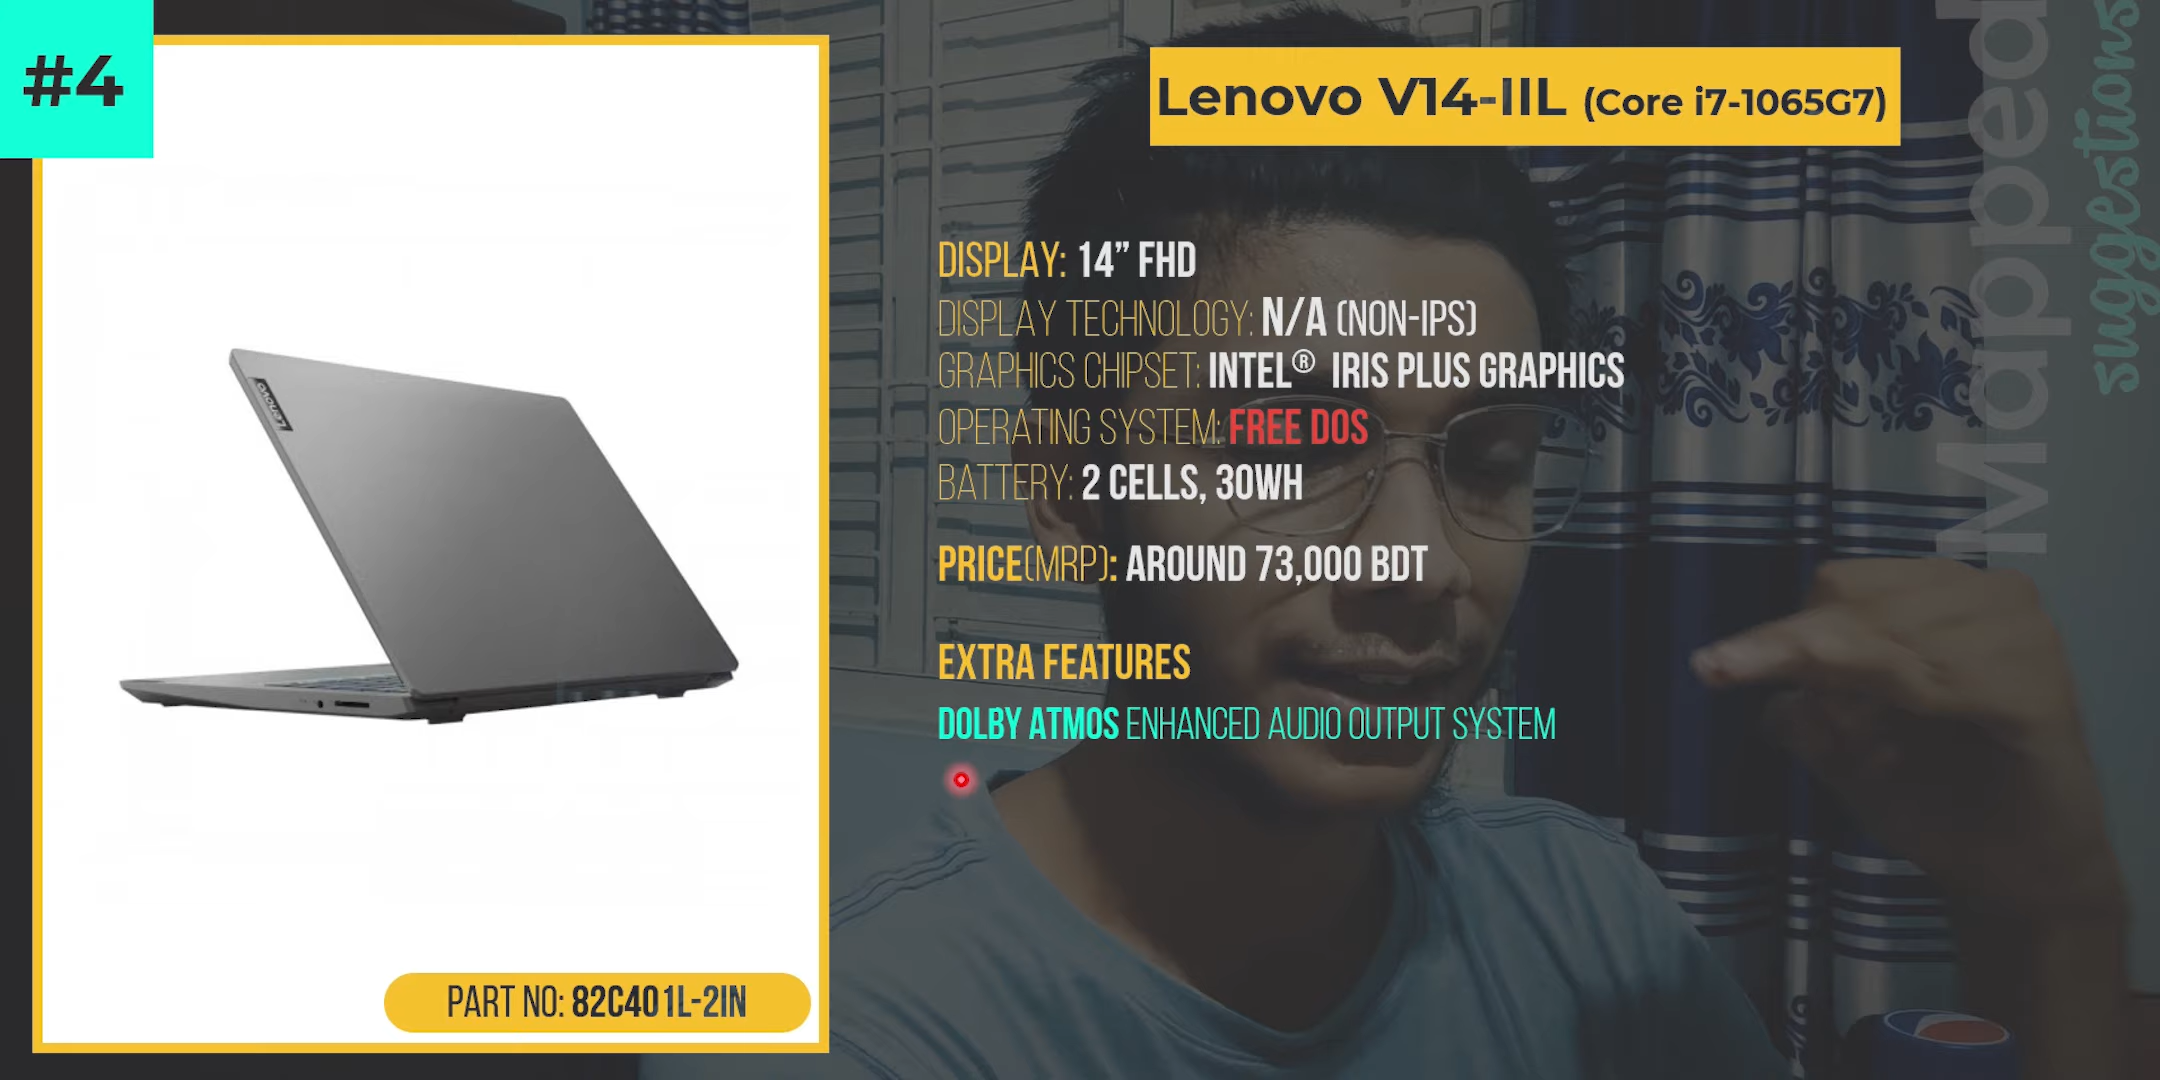 #4
Lenovo V14-IIL (Core i7-1065G7)
DISPLAY: 14” FHD
DISPLAY TECHNOLOGY: N/A (NON-IPS)
GRAPHICS CHIPSET: INTEL® IRIS PLUS GRAPHICS
OPERATING SYSTEM: FREE DOS
BATTERY: 2 CELLS, 30WH
PRICE(MRP): AROUND 73,000 BDT
EXTRA FEATURES
DOLBY ATMOS ENHANCED AUDIO OUTPUT SYSTEM
Lenovo
PART NO: 82C401L-2IN
Mapped
suggestions